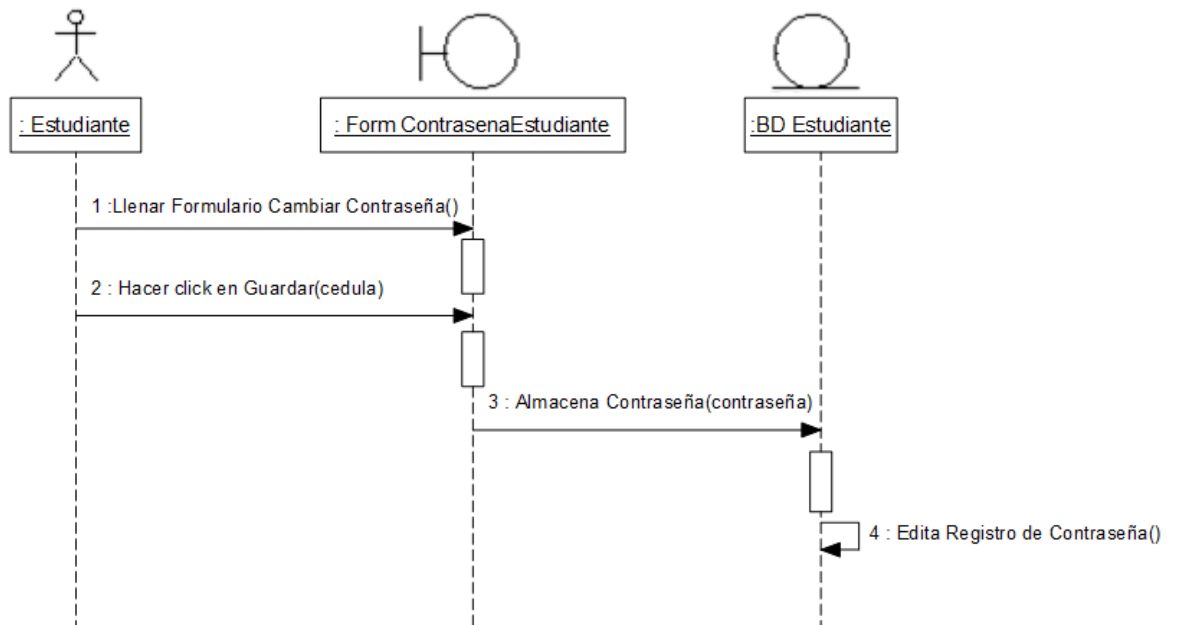 : Estudiante
: Form ContrasenaEstudiante
:BD Estudiante
1 :Llenar Formulario Cambiar Contraseña()
2 : Hacer click en Guardar(cedula)
3 : Almacena Contraseña(contraseña)
4 : Edita Registro de Contraseña()